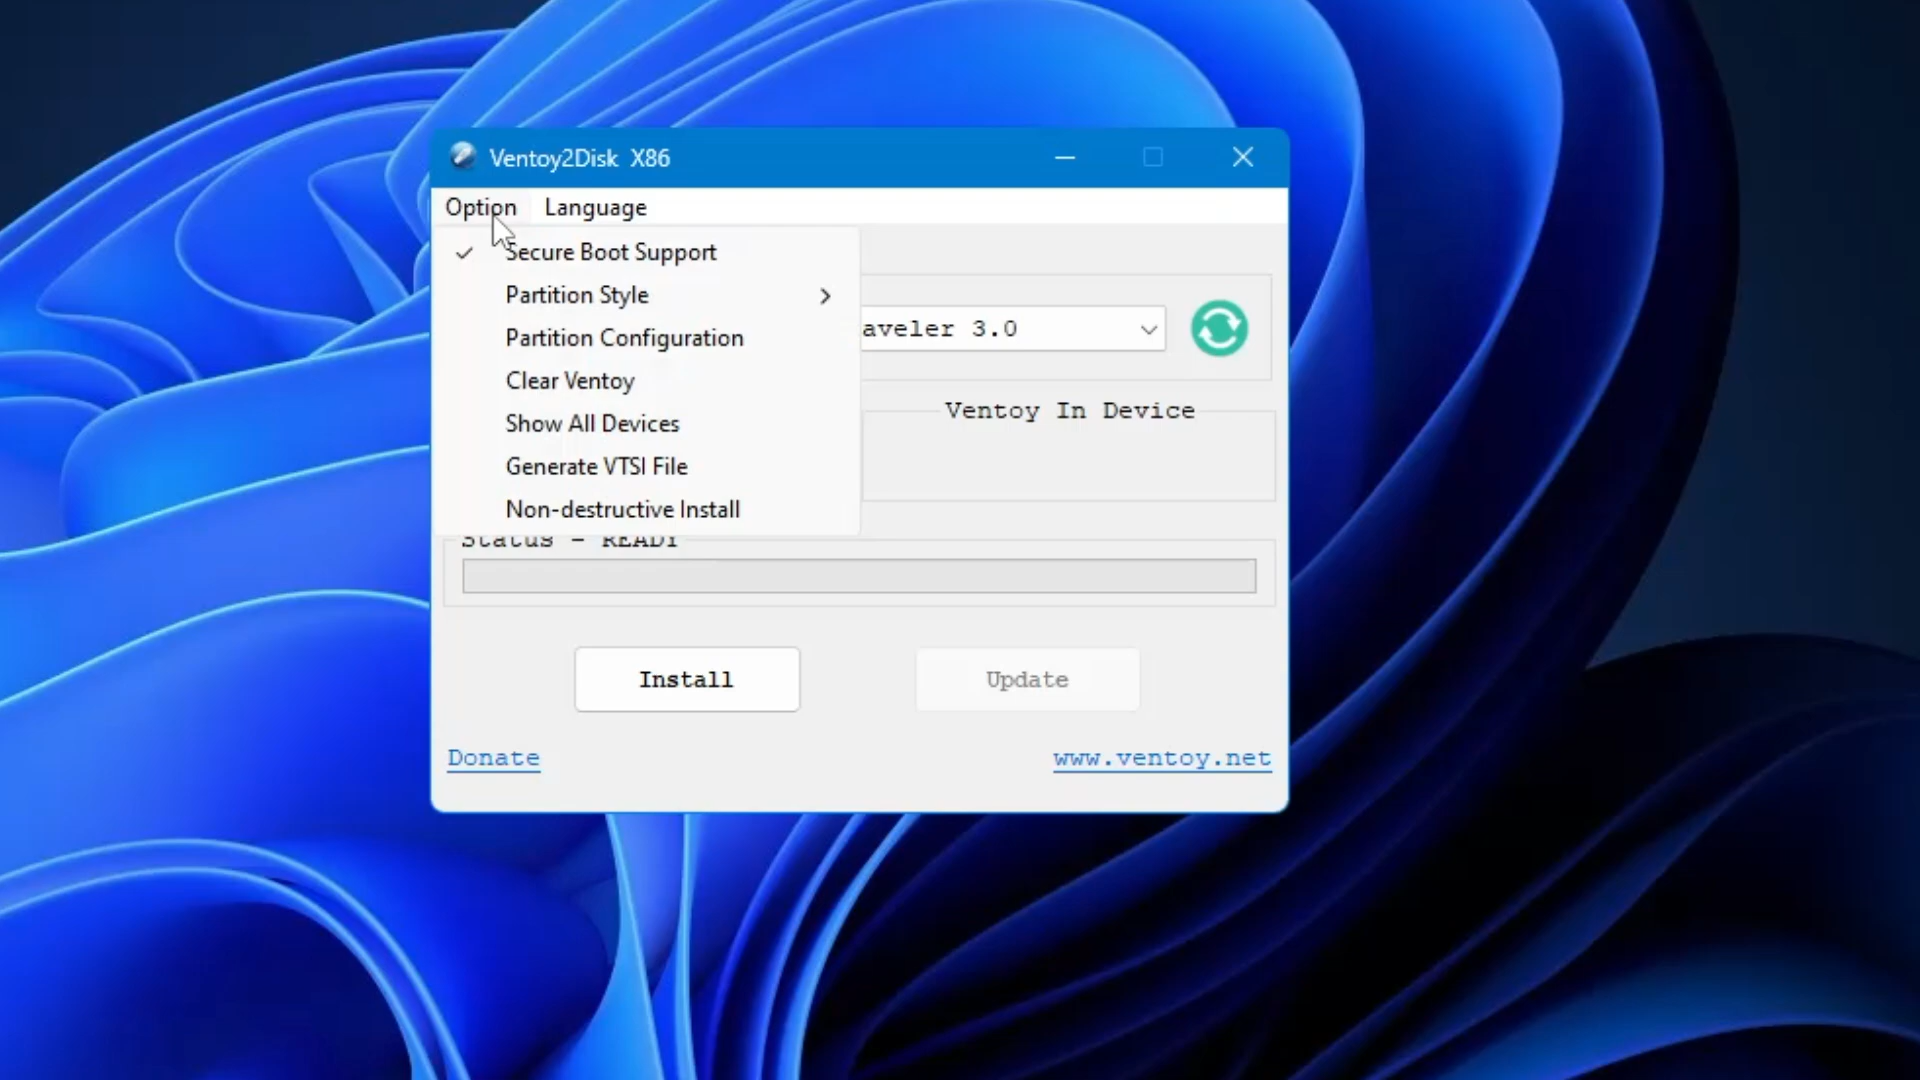 Ventoy2Disk X86
Option Language
Secure Boot Support
Partition Style
Partition Configuration
Clear Ventoy
Show All Devices
Generate VTSI File
Non-destructive Install
aveler 3.0
Ventoy In Device
Status - READY
Install
Update
Donate
www.ventoy.net